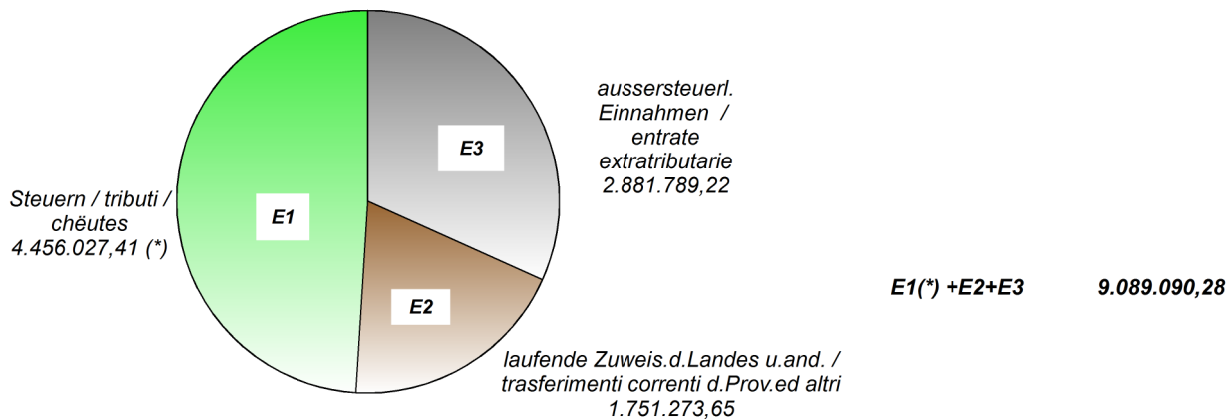 aussersteuerl.
Einnahmen /
entrate
extratributarie
2.881.789,22
E3
Steuern / tributi /
chëutes
4.456.027,41 (*)
E1
E2
E1(*) +E2+E3 9.089.090,28
laufende Zuweis.d.Landes u.and. /
trasferimenti correnti d.Prov.ed altri
1.751.273,65